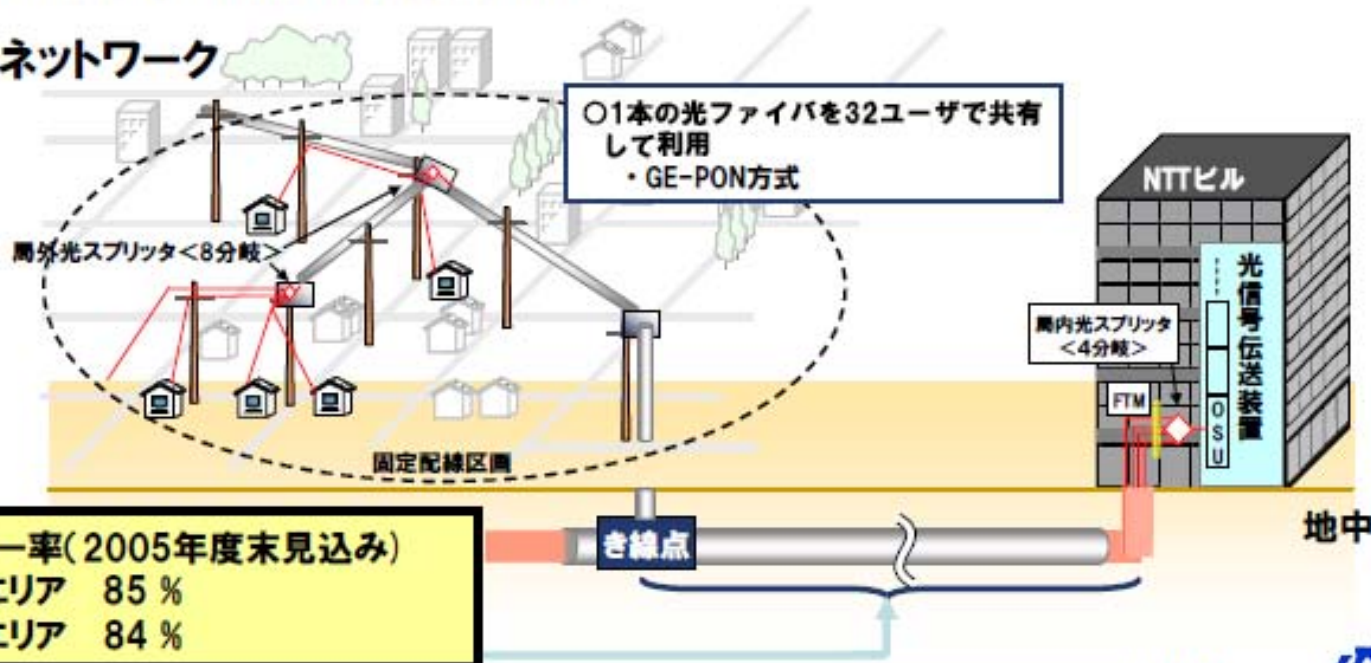 ネットワーク
〇1本の光ファイバを32ユーザで共有
して利用
・GE-PON方式
NTTビル
局外光スプリッタ<8分岐>
光信号伝送装置
局内光スプリッタ
<4分岐>
FTM
OSU
固定配線区画
き線点
地中
ー率(2005年度末見込み)
エリア 85 %
エリア 84 %